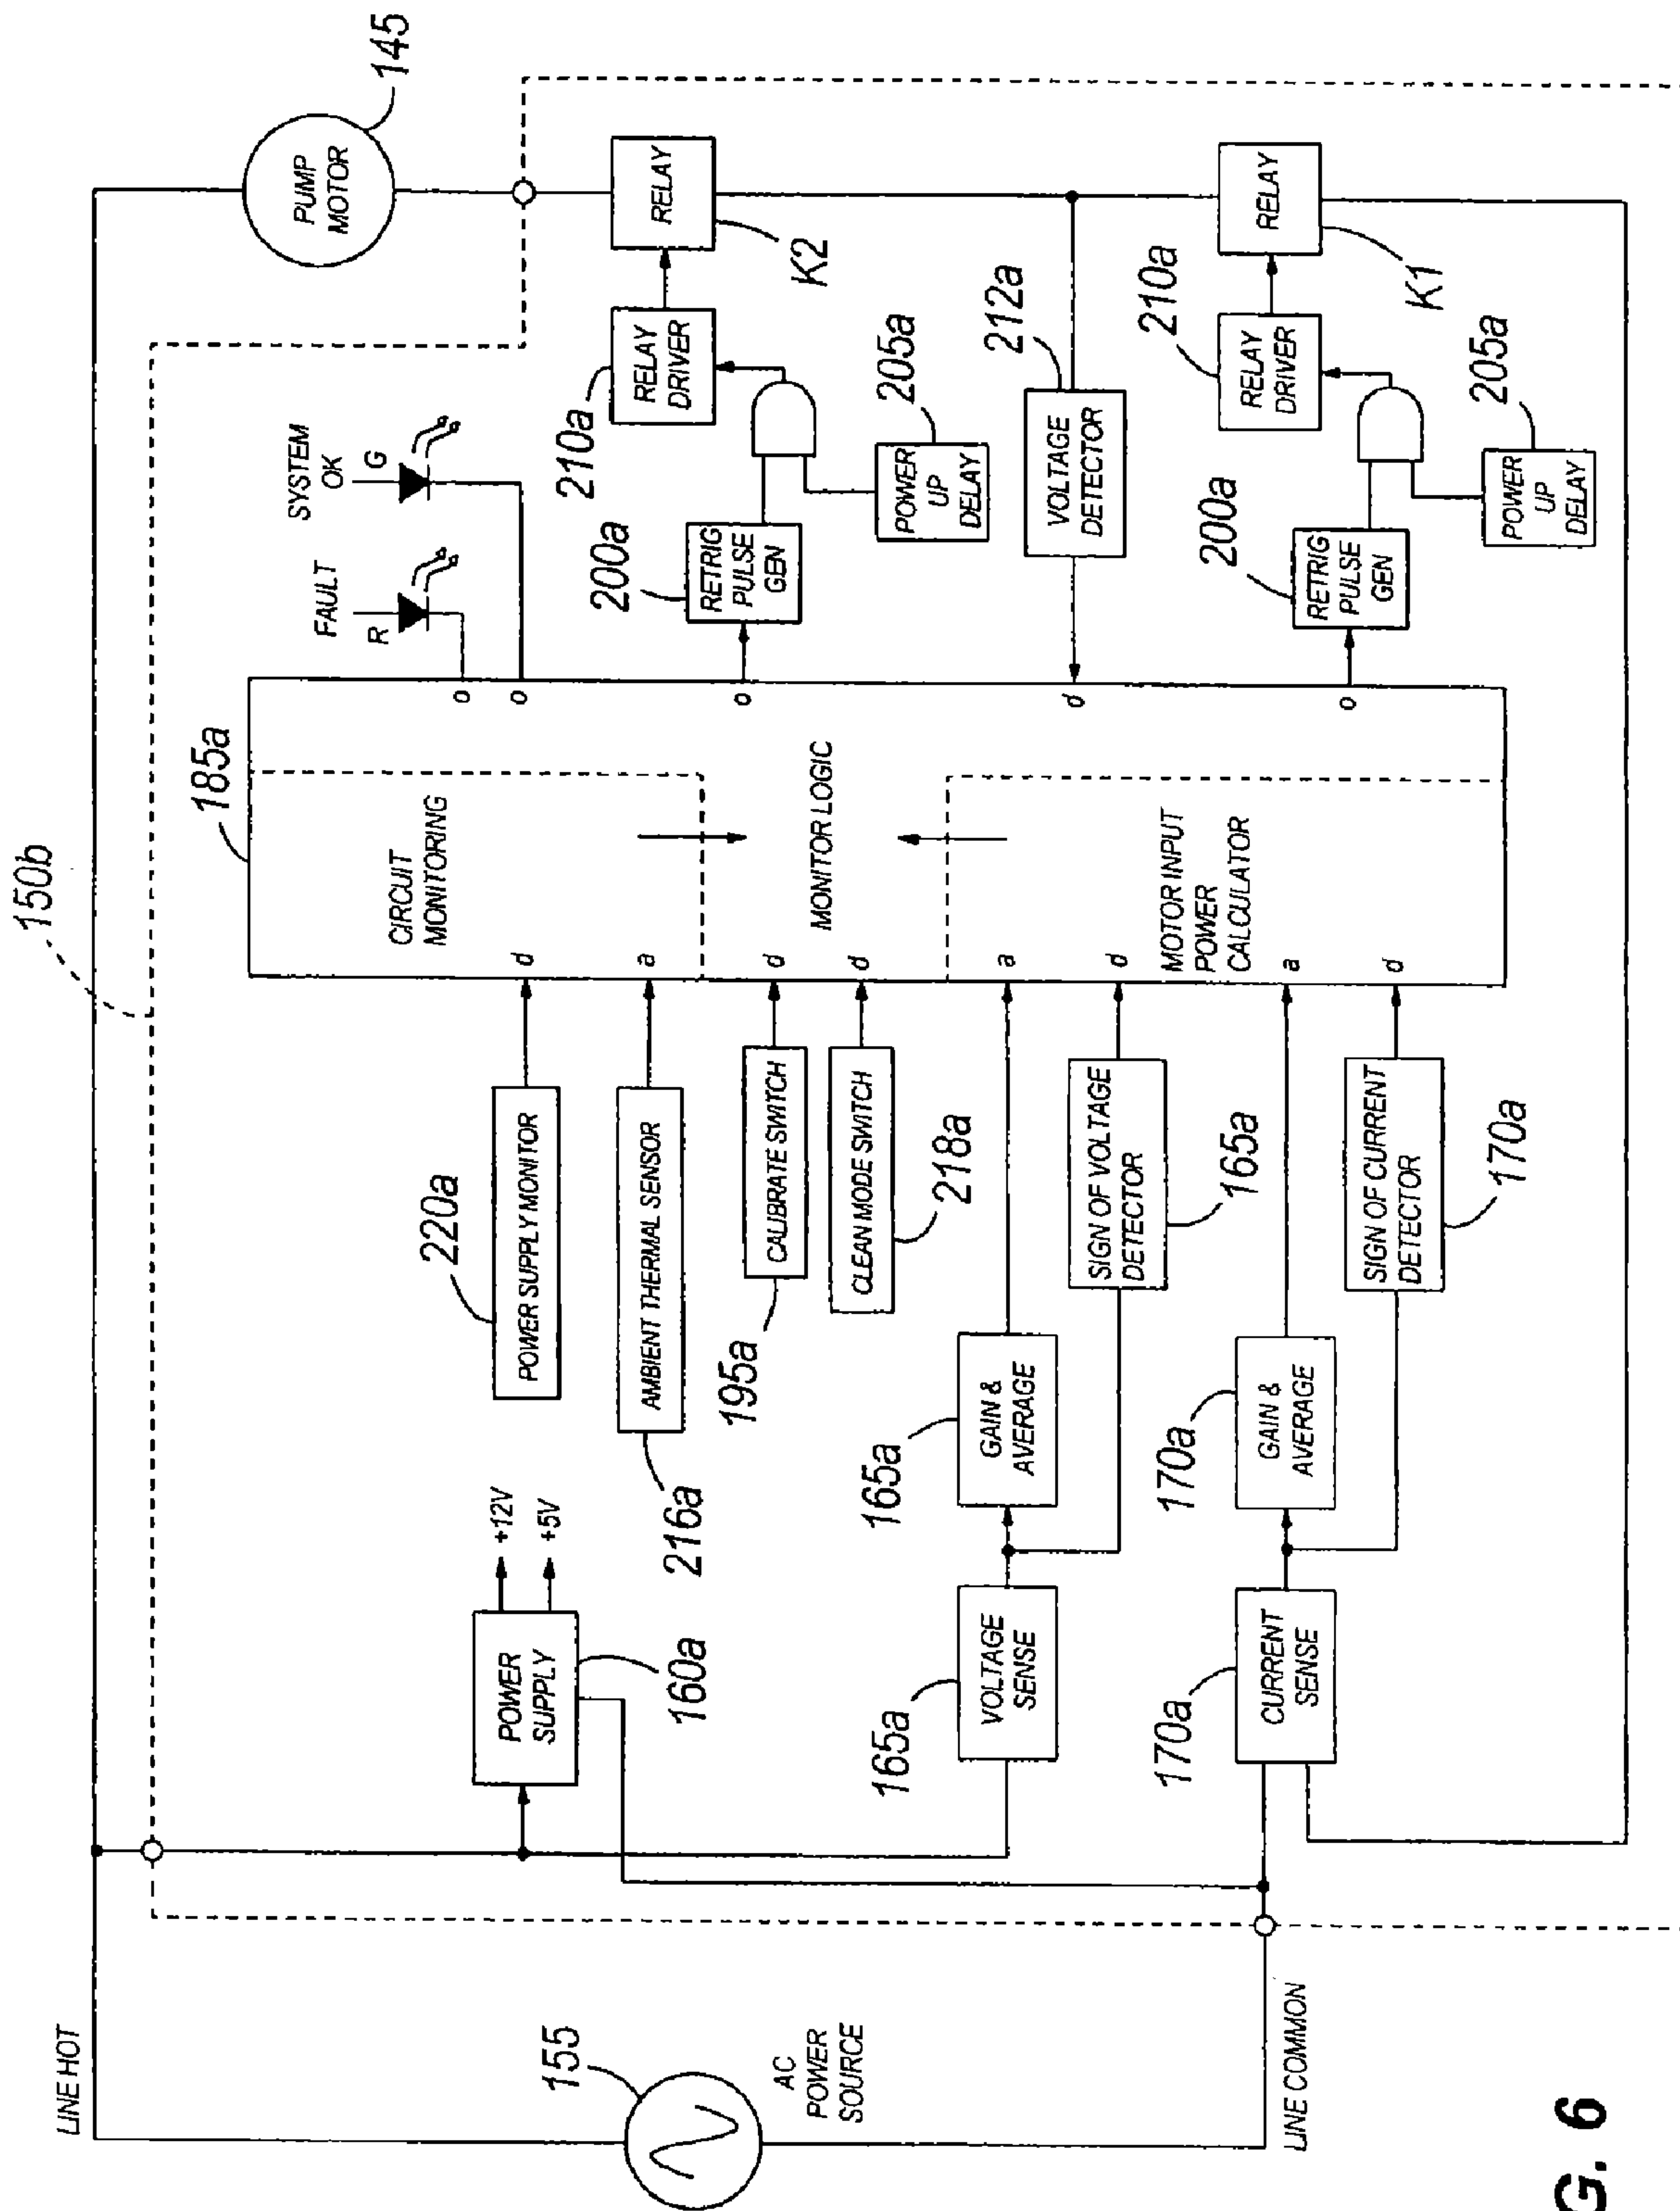 LINE HOT
150b
155
AC
POWER
SOURCE
LINE COMMON
POWER
SUPPLY
+12V
+5V
160a
220a
POWER SUPPLY MONITOR
AMBIENT THERMAL SENSOR
216a
CALIBRATE SWITCH
195a
CLEAN MODE SWITCH
218a
VOLTAGE
SENSE
165a
GAIN &
AVERAGE
165a
SIGN OF VOLTAGE
DETECTOR
165a
CURRENT
SENSE
170a
GAIN &
AVERAGE
170a
SIGN OF CURRENT
DETECTOR
170a
185a
CIRCUIT
MONITORING
d
a
MONITOR LOGIC
d
d
MOTOR INPUT
POWER
CALCULATOR
a
d
a
d
o
o
o
d
o
FAULT
R
SYSTEM
OK
G
PUMP
MOTOR
145
200a
RETRIG
PULSE
GEN
POWER
UP
DELAY
205a
210a
RELAY
DRIVER
RELAY
K2
VOLTAGE
DETECTOR
212a
200a
RETRIG
PULSE
GEN
POWER
UP
DELAY
205a
RELAY
DRIVER
210a
RELAY
K1
G. 6